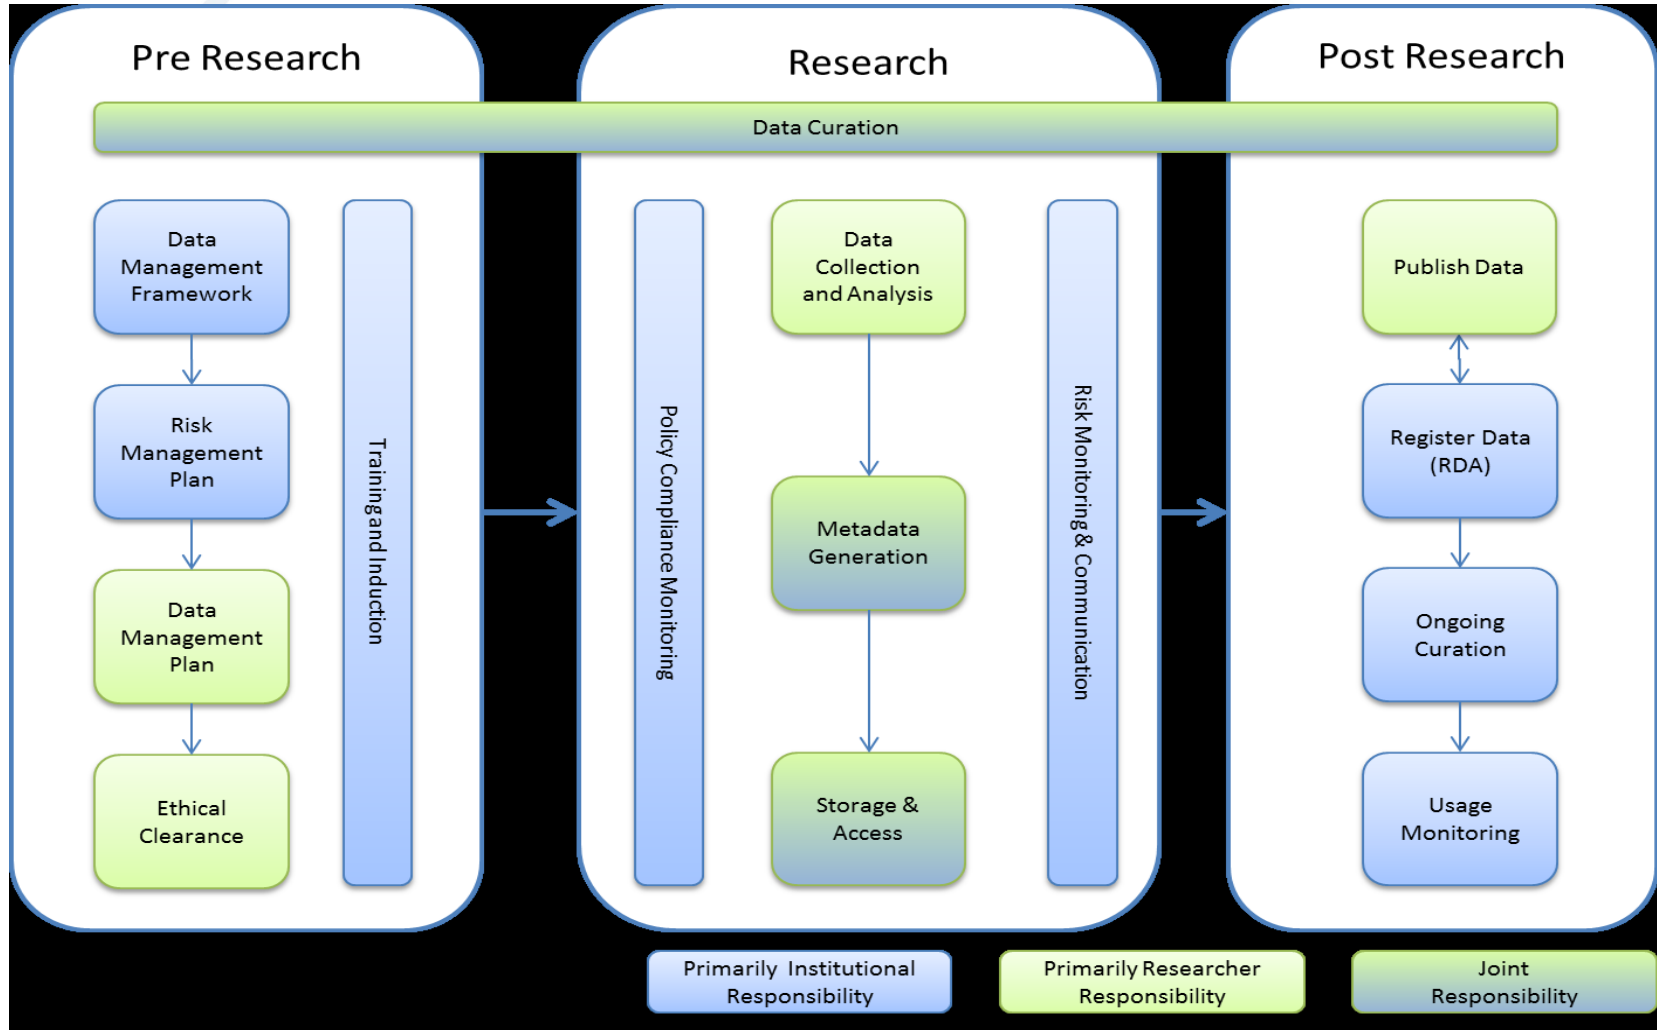 Pre Research
Research
Post Research
Data Curation
Data
Management
Framework
Risk
Management
Plan
Data
Management
Plan
Ethical
Clearance
Training and Induction
Policy Compliance Monitoring
Data
Collection
and Analysis
Metadata
Generation
Storage &
Access
Risk Monitoring & Communication
Publish Data
Register Data
(RDA)
Ongoing
Curation
Usage
Monitoring
Primarily Institutional
Responsibility
Primarily Researcher
Responsibility
Joint
Responsibility